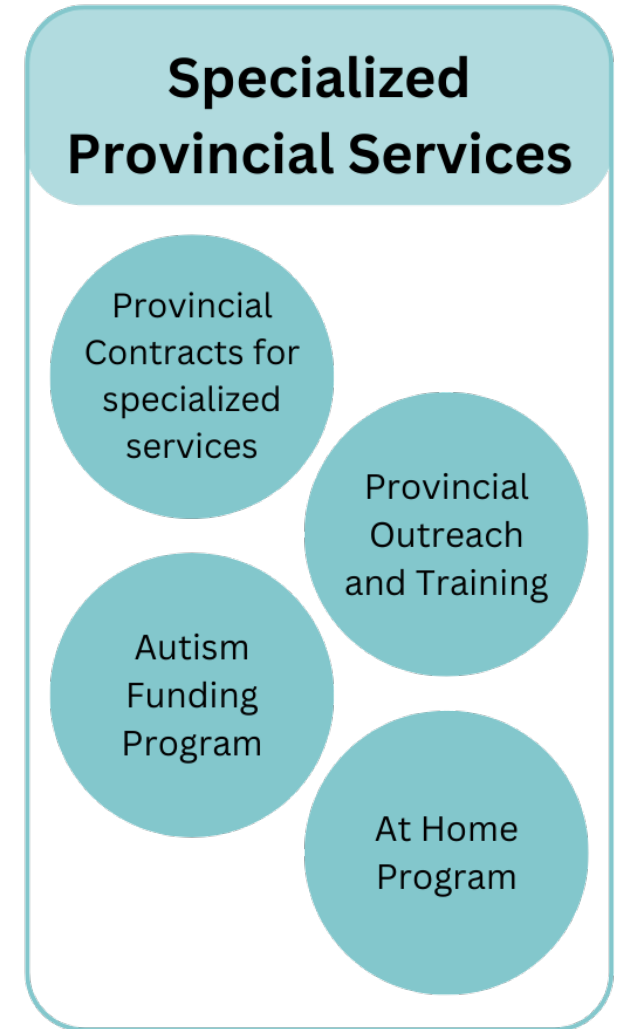 Specialized
Provincial Services
Provincial
Contracts for
specialized
services
Provincial
Outreach
and Training
Autism
Funding
Program
At Home
Program